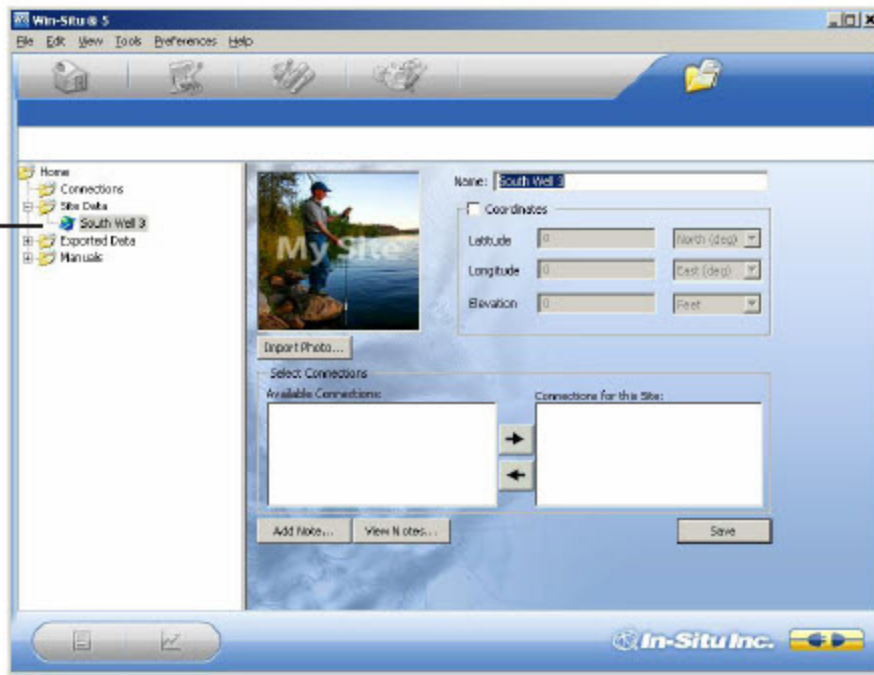 Win-Situ ® 5
File Edit View Tools Preferences Help
Home
Connections
Site Data
South Well 3
Exported Data
Manuals
My Site
Import Photo...
Name: South Well 3
Coordinates
Latitude 0 North (deg)
Longitude 0 East (deg)
Elevation 0 Feet
Select Connections
Available Connections:
Connections for this Site:
Add Note... View Notes... Save
In-Situ Inc.